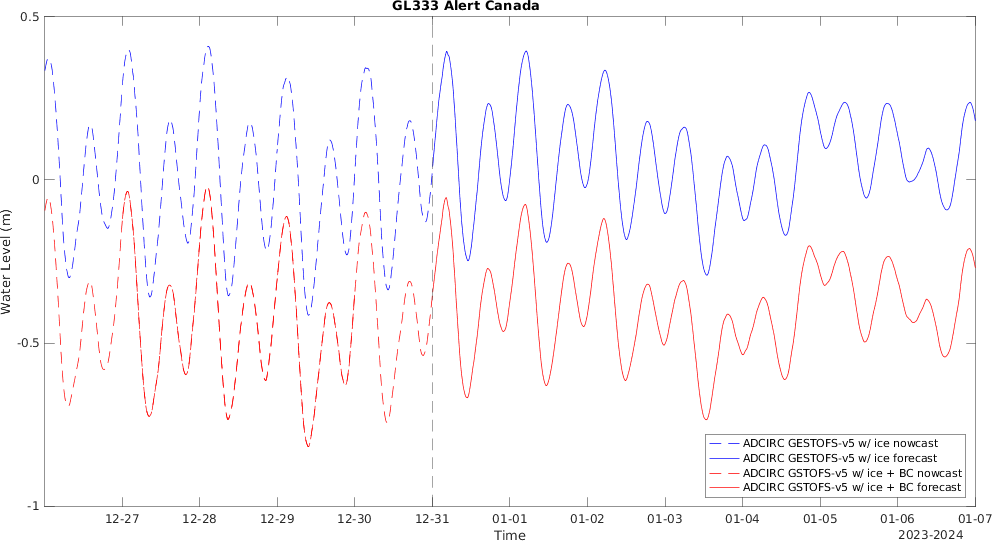 GL333 Alert Canada
Water Level (m)
0.5
0
-0.5
-1
12-27 12-28 12-29 12-30 12-31 01-01 01-02 01-03 01-04 01-05 01-06 01-07
Time
2023-2024
ADCIRC GESTOFS-v5 w/ ice nowcast
ADCIRC GESTOFS-v5 w/ ice forecast
ADCIRC GSTOFS-v5 w/ ice + BC nowcast
ADCIRC GSTOFS-v5 w/ ice + BC forecast